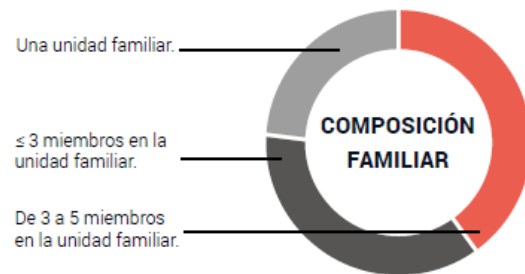 Una unidad familiar.
≤ 3 miembros en la
unidad familiar.
De 3 a 5 miembros
en la unidad familiar.
COMPOSICIÓN
FAMILIAR